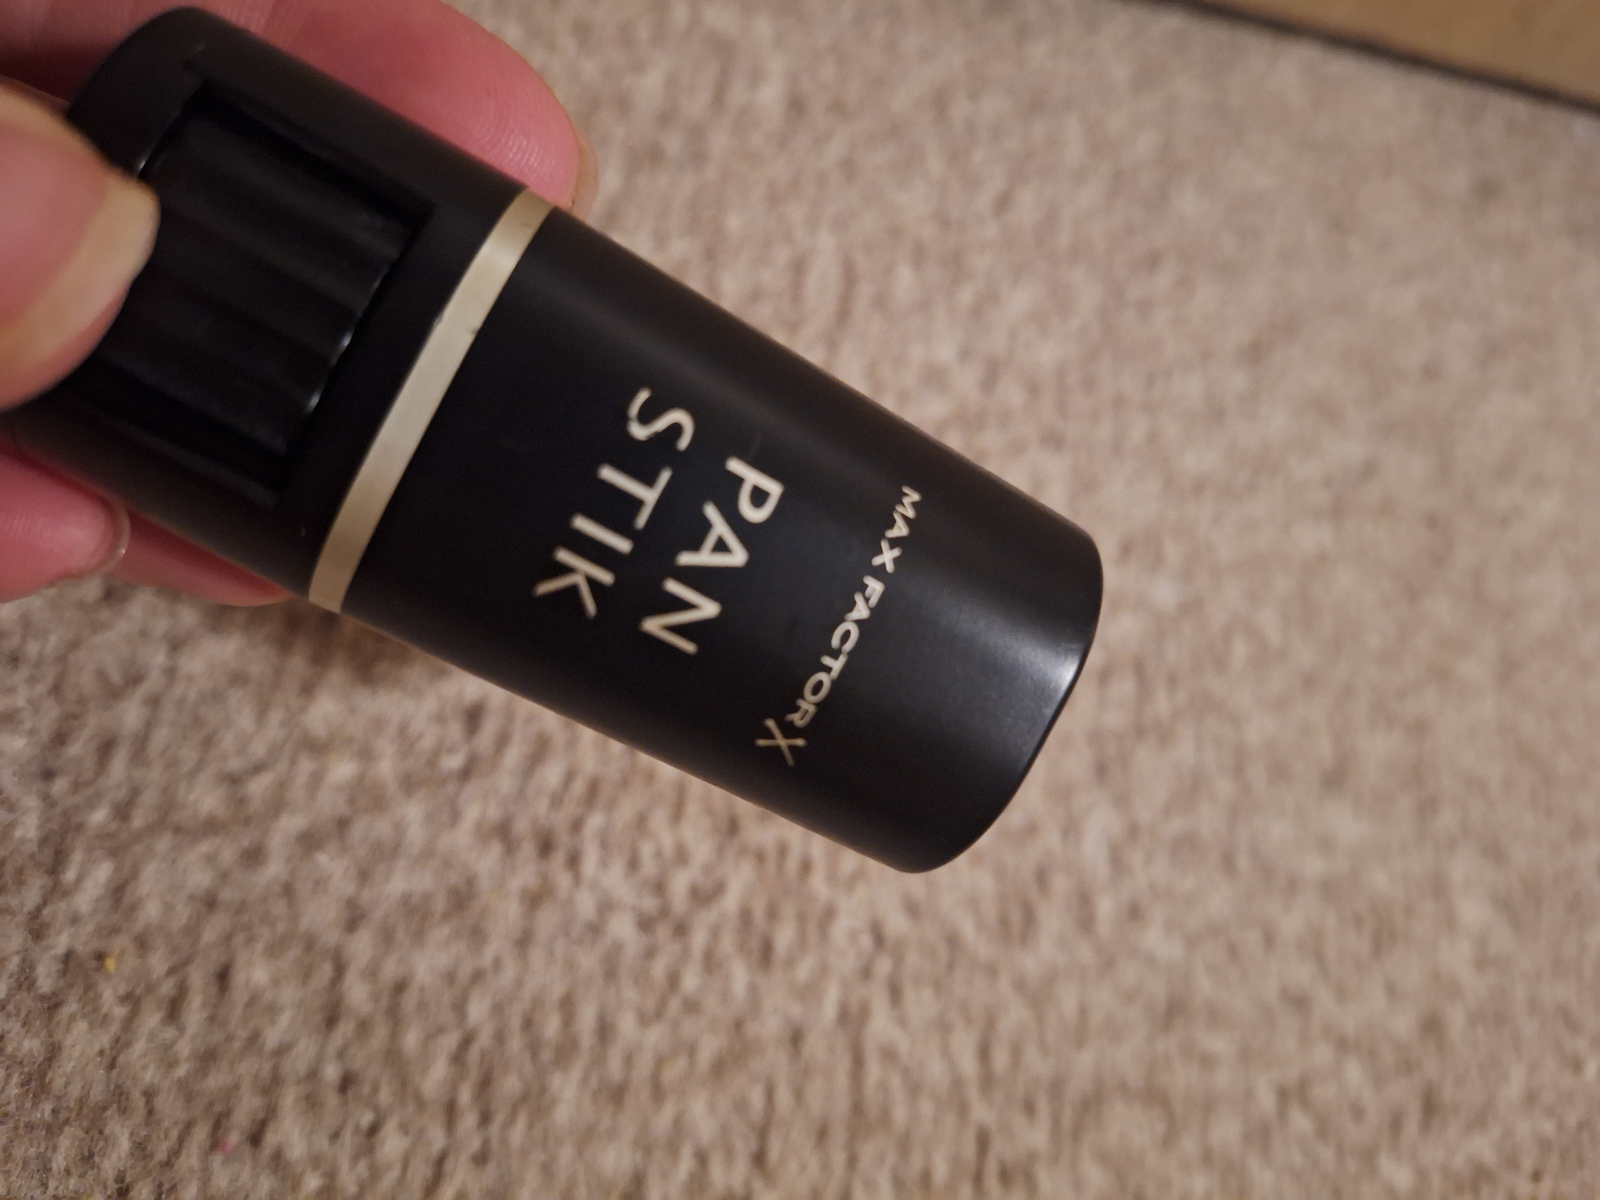 MAX FACTOR X
PAN
STIK